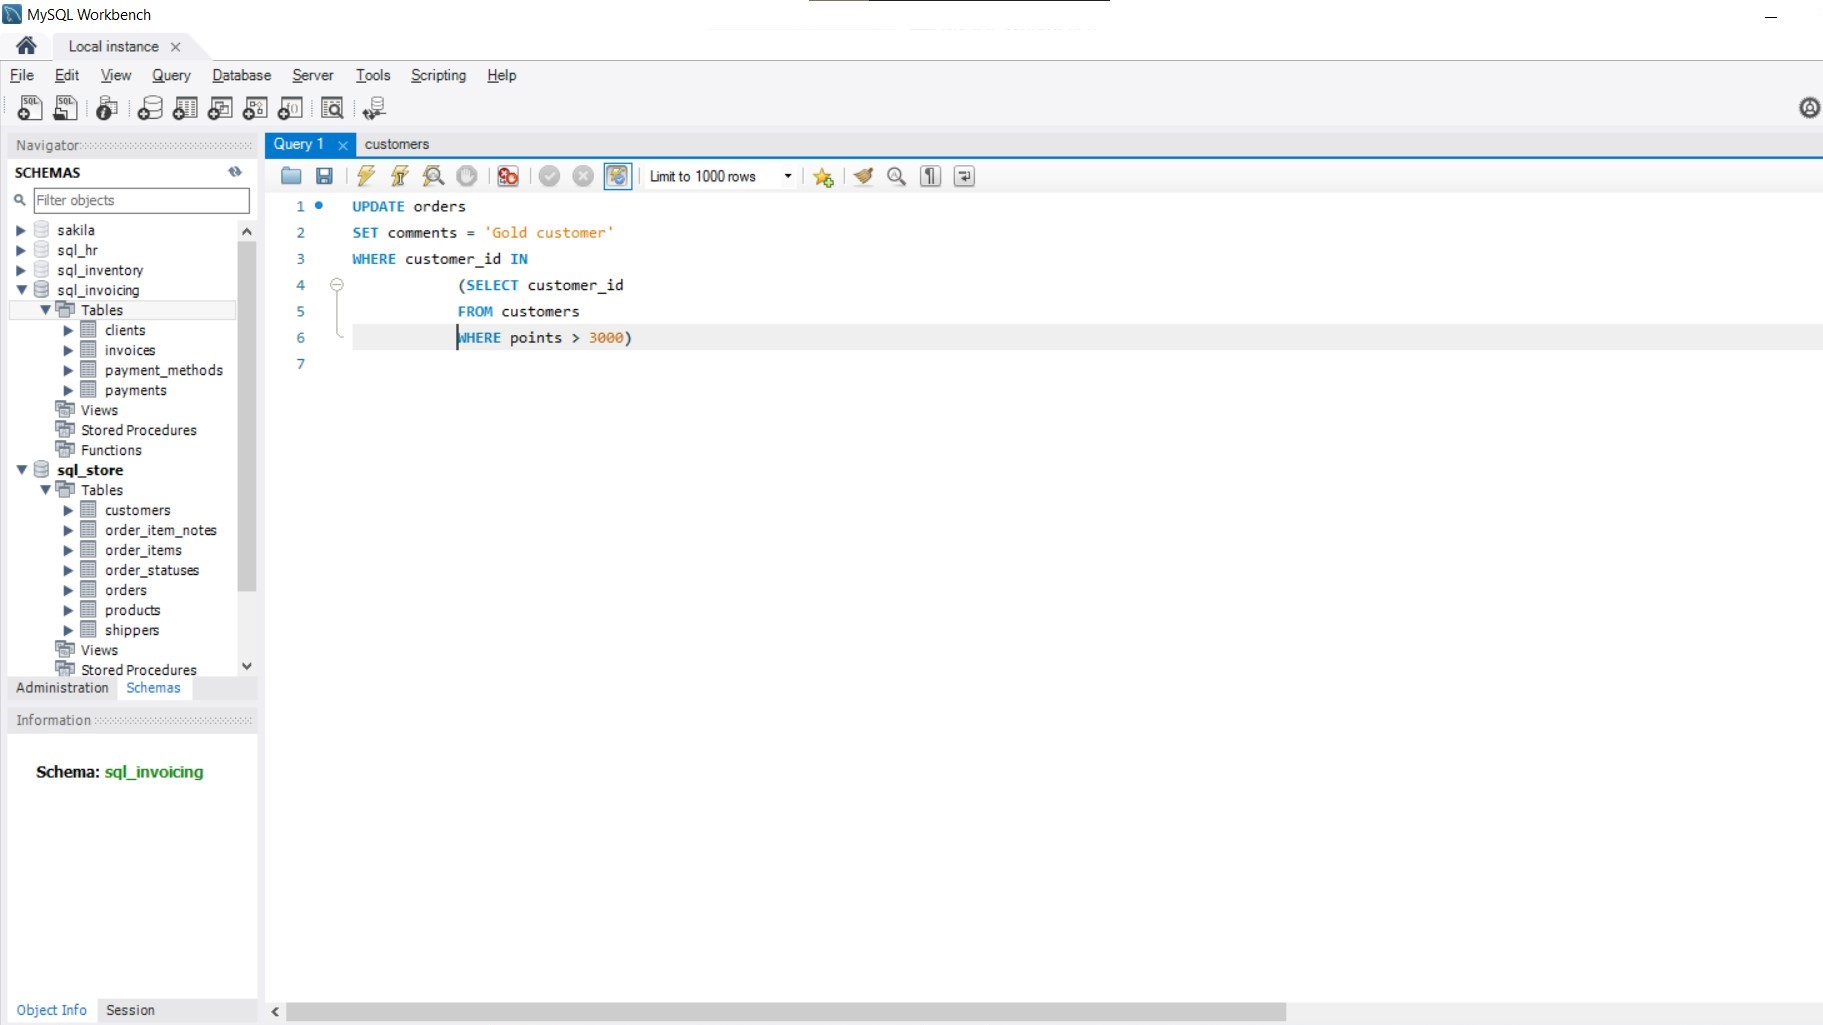 MySQL Workbench
Local instance
File Edit View Query Database Server Tools Scripting Help
Navigator
SCHEMAS
Filter objects
sakila
sql_hr
sql_inventory
sql_invoicing
Tables
clients
invoices
payment_methods
payments
Views
Stored Procedures
Functions
sql_store
Tables
customers
order_item_notes
order_items
order_statuses
orders
products
shippers
Views
Stored Procedures
Administration Schemas
Information
Schema: sql_invoicing
Object Info Session
Query 1 customers
Limit to 1000 rows
1 UPDATE orders
2 SET comments = 'Gold customer'
3 WHERE customer_id IN
4 (SELECT customer_id
5 FROM customers
6 WHERE points > 3000)
7